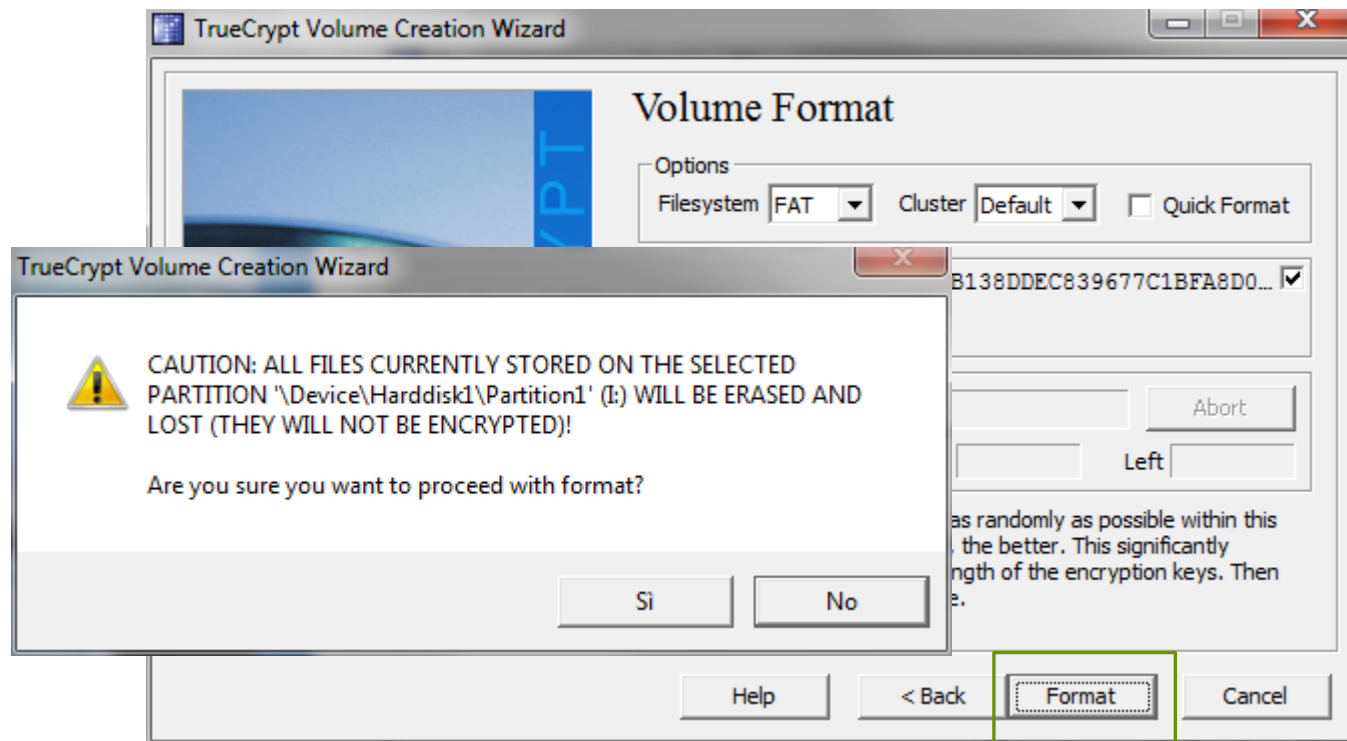 TrueCrypt Volume Creation Wizard
Volume Format
Options
Filesystem FAT Cluster Default Quick Format
YPT
TrueCrypt Volume Creation Wizard
B138DDEC839677C1BFA8D0...
CAUTION: ALL FILES CURRENTLY STORED ON THE SELECTED
PARTITION '\Device\Harddisk1\Partition1' (I:) WILL BE ERASED AND
LOST (THEY WILL NOT BE ENCRYPTED)!
Are you sure you want to proceed with format?
Sì No
Abort
Left
as randomly as possible within this
the better. This significantly
ngth of the encryption keys. Then
e.
Help < Back Format Cancel